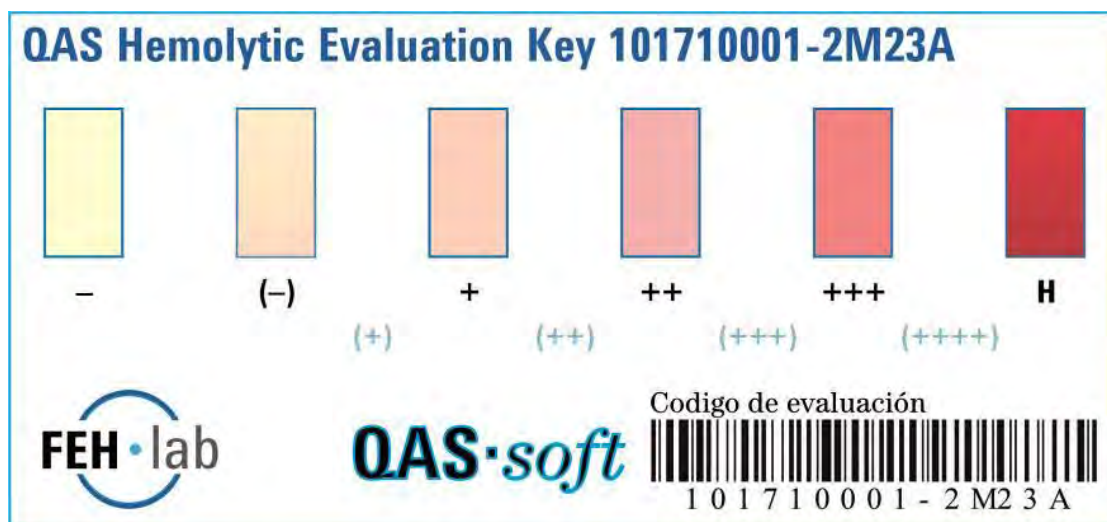 QAS Hemolytic Evaluation Key 101710001-2M23A
– (–) + ++ +++ H
(+) (++) (+++) (++++)
Codigo de evaluación
FEH·lab QAS·soft
101710001-2M23A